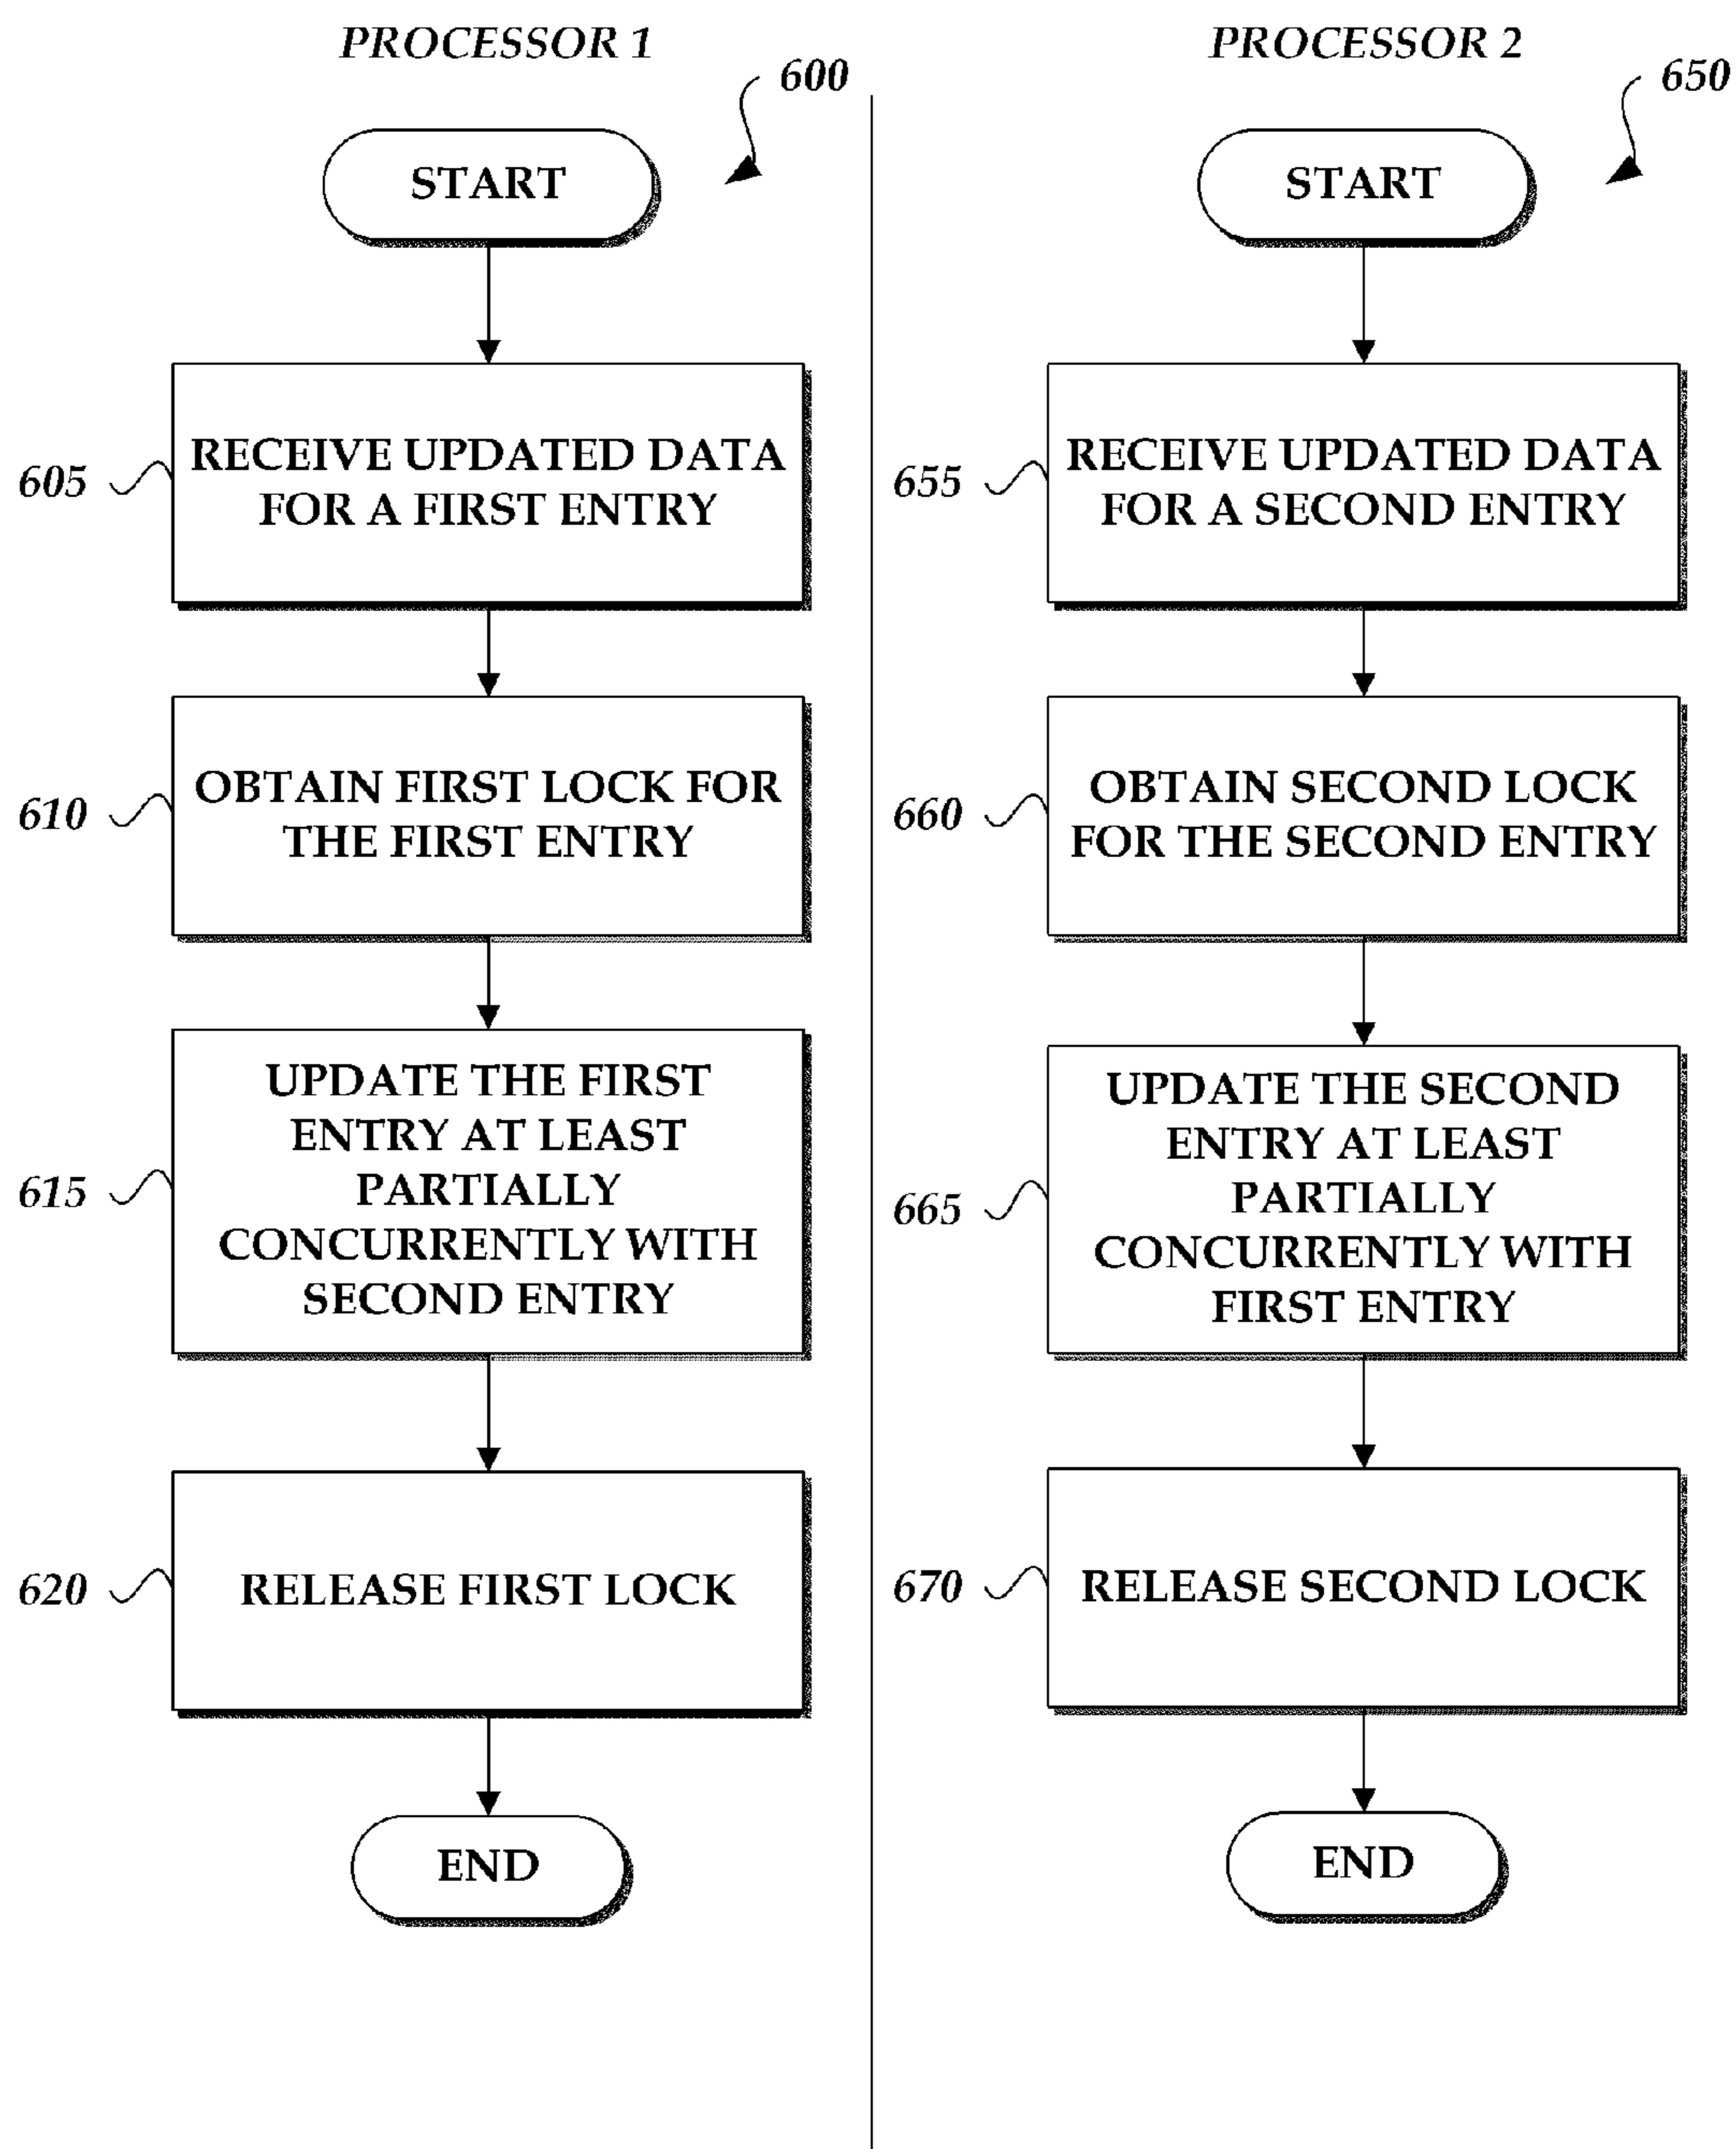 PROCESSOR 1
600
START
605
RECEIVE UPDATED DATA
FOR A FIRST ENTRY
610
OBTAIN FIRST LOCK FOR
THE FIRST ENTRY
615
UPDATE THE FIRST
ENTRY AT LEAST
PARTIALLY
CONCURRENTLY WITH
SECOND ENTRY
620
RELEASE FIRST LOCK
END
PROCESSOR 2
650
START
655
RECEIVE UPDATED DATA
FOR A SECOND ENTRY
660
OBTAIN SECOND LOCK
FOR THE SECOND ENTRY
665
UPDATE THE SECOND
ENTRY AT LEAST
PARTIALLY
CONCURRENTLY WITH
FIRST ENTRY
670
RELEASE SECOND LOCK
END